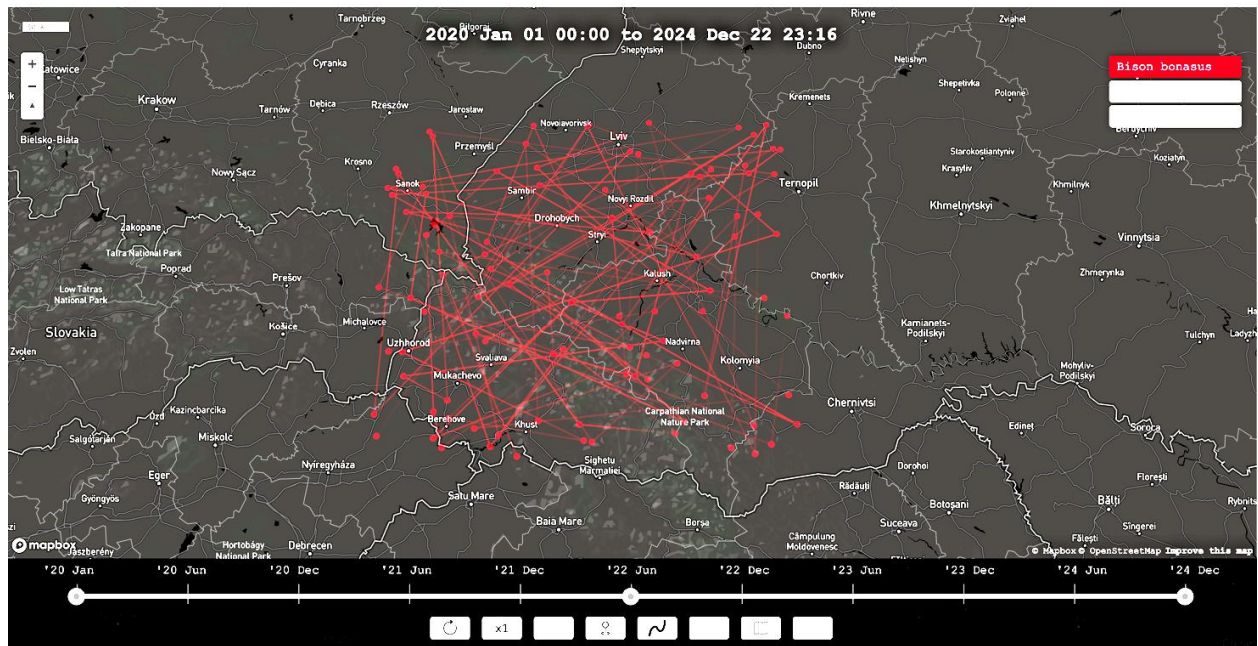 Tarnobrzeg
Biłgoraj
2020 Jan 01 00:00 to 2024 Dec 22 23:16
Rivne
Zviahel
Sheptytskyi
Dubno
Cyranka
Netishyn
Bison bonasus
+
Katowice
Shepetivka
Polonne
−
Krakow
Tarnów
Dębica
Rzeszów
Jarosław
Kremenets
Novoiavorivsk
Berdychiv
Bielsko-Biała
Lviv
Przemyśl
Starokostiantyniv
Krosno
Koziatyn
Nowy Sącz
Krasyliv
Sanok
Sambir
Ternopil
Khmilnyk
Novyi Rozdil
Khmelnytskyi
Drohobych
Zakopane
Stryi
Vinnytsia
Tatra National Park
Poprad
Prešov
Kalush
Chortkiv
Zhmerynka
Low Tatras
National Park
Michalovce
Kamianets-
Podilskyi
Slovakia
Košice
Tulchyn
Uzhhorod
Nadvirna
Zvolen
Svaliava
Kolomyia
Mohyliv-
Podilskyi
Mukachevo
Chernivtsi
Ózd
Kazincbarcika
Carpathian National
Nature Park
Berehove
Khust
Edineț
Soroca
Salgótarján
Miskolc
Nyíregyháza
Sighetu
Marmației
Dorohoi
Eger
Florești
Rădăuți
Gyöngyös
Satu Mare
Botoșani
Bălți
Baia Mare
Borșa
Suceava
Sîngerei
mapbox
Jászberény
Hortobágy
National Park
Debrecen
Câmpulung
Moldovenesc
Fălești
© Mapbox © OpenStreetMap Improve this map
'20 Jan '20 Jun '20 Dec '21 Jun '21 Dec '22 Jun '22 Dec '23 Jun '23 Dec '24 Jun '24 Dec
x1